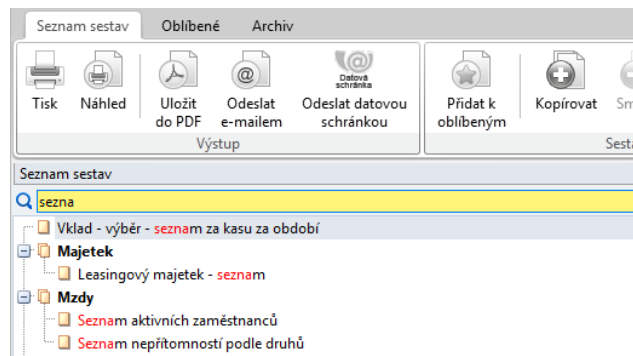 Seznam sestav Oblíbené Archiv
Datová
schránka
Tisk Náhled Uložit Odeslat Odeslat datovou Přidat k Kopírovat
do PDF e-mailem schránkou oblíbeným
Výstup
Seznam sestav
sezna
Vklad - výběr - seznam za kasu za období
Majetek
Leasingový majetek - seznam
Mzdy
Seznam aktivních zaměstnanců
Seznam nepřítomností podle druhů